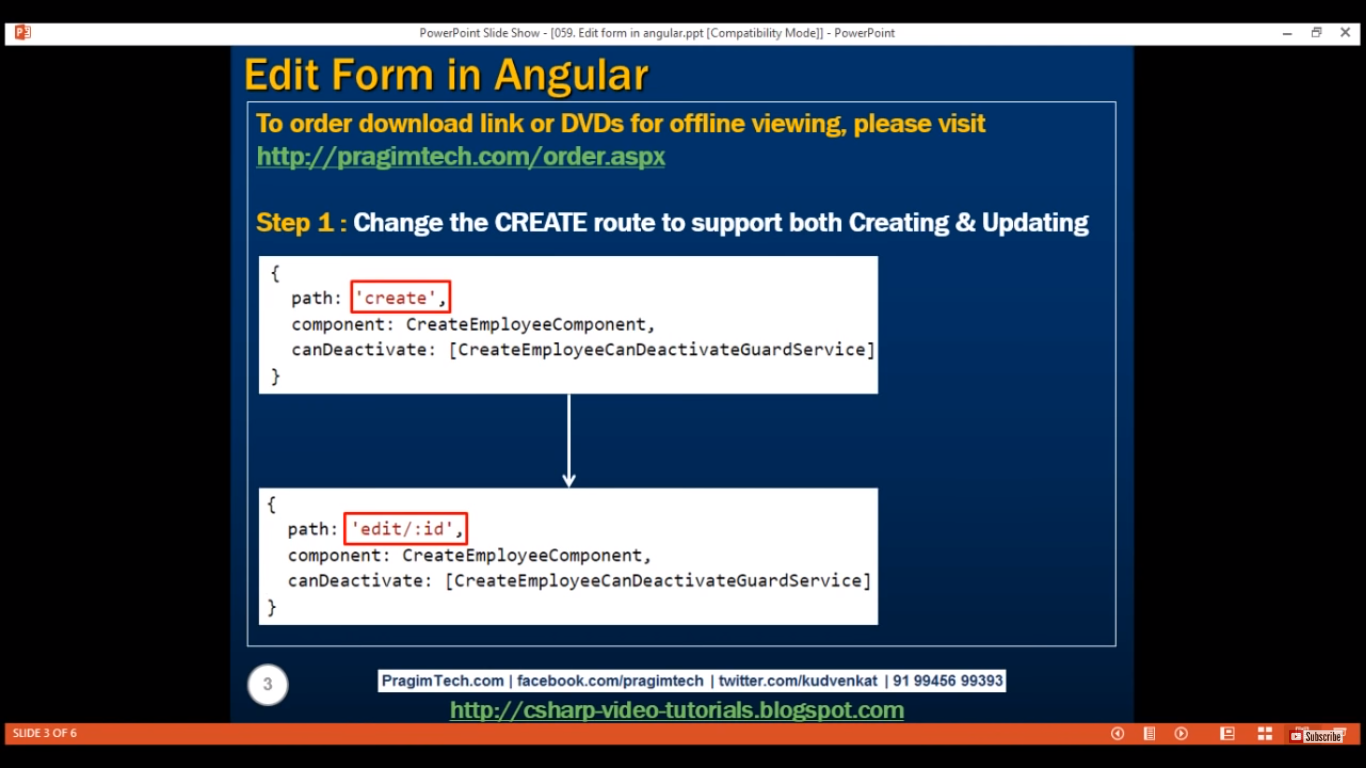 PowerPoint Slide Show - [059. Edit form in angular.ppt [Compatibility Mode]] - PowerPoint
Edit Form in Angular
To order download link or DVDs for offline viewing, please visit
http://pragimtech.com/order.aspx
Step 1 : Change the CREATE route to support both Creating & Updating
{
path: 'create',
component: CreateEmployeeComponent,
canDeactivate: [CreateEmployeeCanDeactivateGuardService]
}
{
path: 'edit/:id',
component: CreateEmployeeComponent,
canDeactivate: [CreateEmployeeCanDeactivateGuardService]
}
3
PragimTech.com | facebook.com/pragimtech | twitter.com/kudvenkat | 91 99456 99393
http://csharp-video-tutorials.blogspot.com
SLIDE 3 OF 6
Subscribe